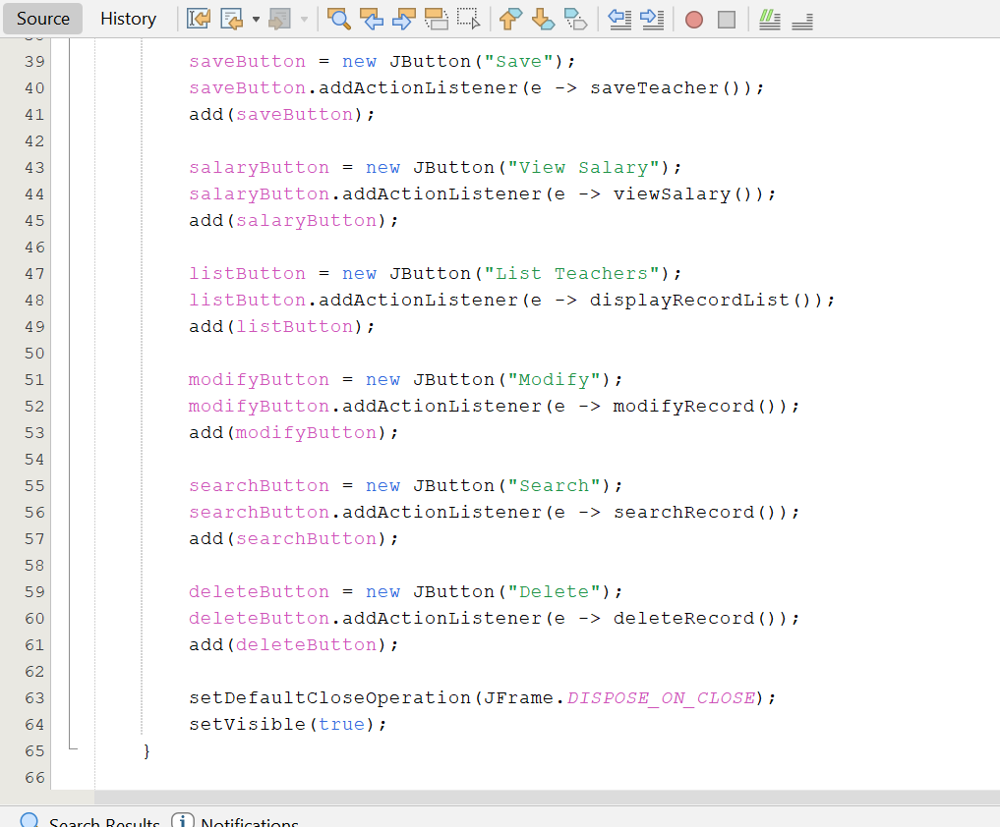 Source History
39 saveButton = new JButton("Save");
40 saveButton.addActionListener(e -> saveTeacher());
41 add(saveButton);
42
43 salaryButton = new JButton("View Salary");
44 salaryButton.addActionListener(e -> viewSalary());
45 add(salaryButton);
46
47 listButton = new JButton("List Teachers");
48 listButton.addActionListener(e -> displayRecordList());
49 add(listButton);
50
51 modifyButton = new JButton("Modify");
52 modifyButton.addActionListener(e -> modifyRecord());
53 add(modifyButton);
54
55 searchButton = new JButton("Search");
56 searchButton.addActionListener(e -> searchRecord());
57 add(searchButton);
58
59 deleteButton = new JButton("Delete");
60 deleteButton.addActionListener(e -> deleteRecord());
61 add(deleteButton);
62
63 setDefaultCloseOperation(JFrame.DISPOSE_ON_CLOSE);
64 setVisible(true);
65 }
66
Search Results Notifications